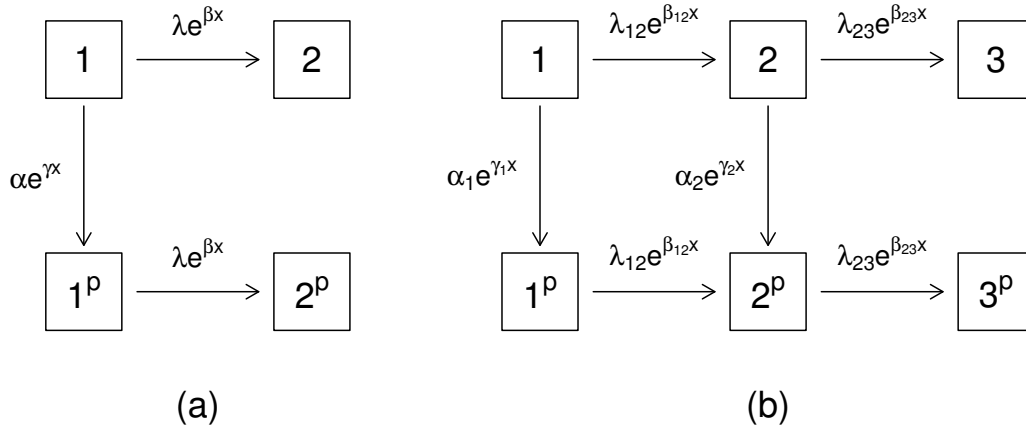 λe^βx λ₁₂e^β₁₂x λ₂₃e^β₂₃x
1 2 1 2 3
αe^γx α₁e^γ₁x α₂e^γ₂x
λe^βx λ₁₂e^β₁₂x λ₂₃e^β₂₃x
1^p 2^p 1^p 2^p 3^p
(a) (b)